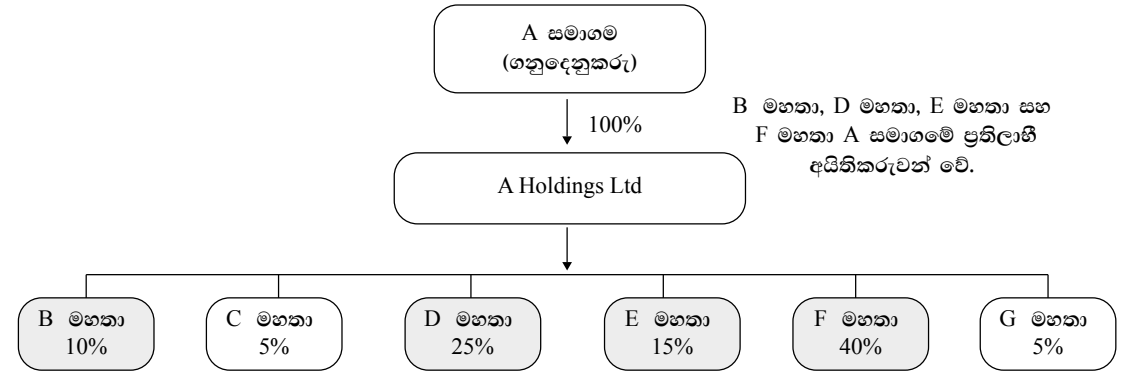 A සමාගම
(ගනුදෙනුකරු)
100%
B මහතා, D මහතා, E මහතා සහ
F මහතා A සමාගමේ ප්‍රතිලාභී
අයිතිකරුවන් වේ.
A Holdings Ltd
B මහතා
10%
C මහතා
5%
D මහතා
25%
E මහතා
15%
F මහතා
40%
G මහතා
5%